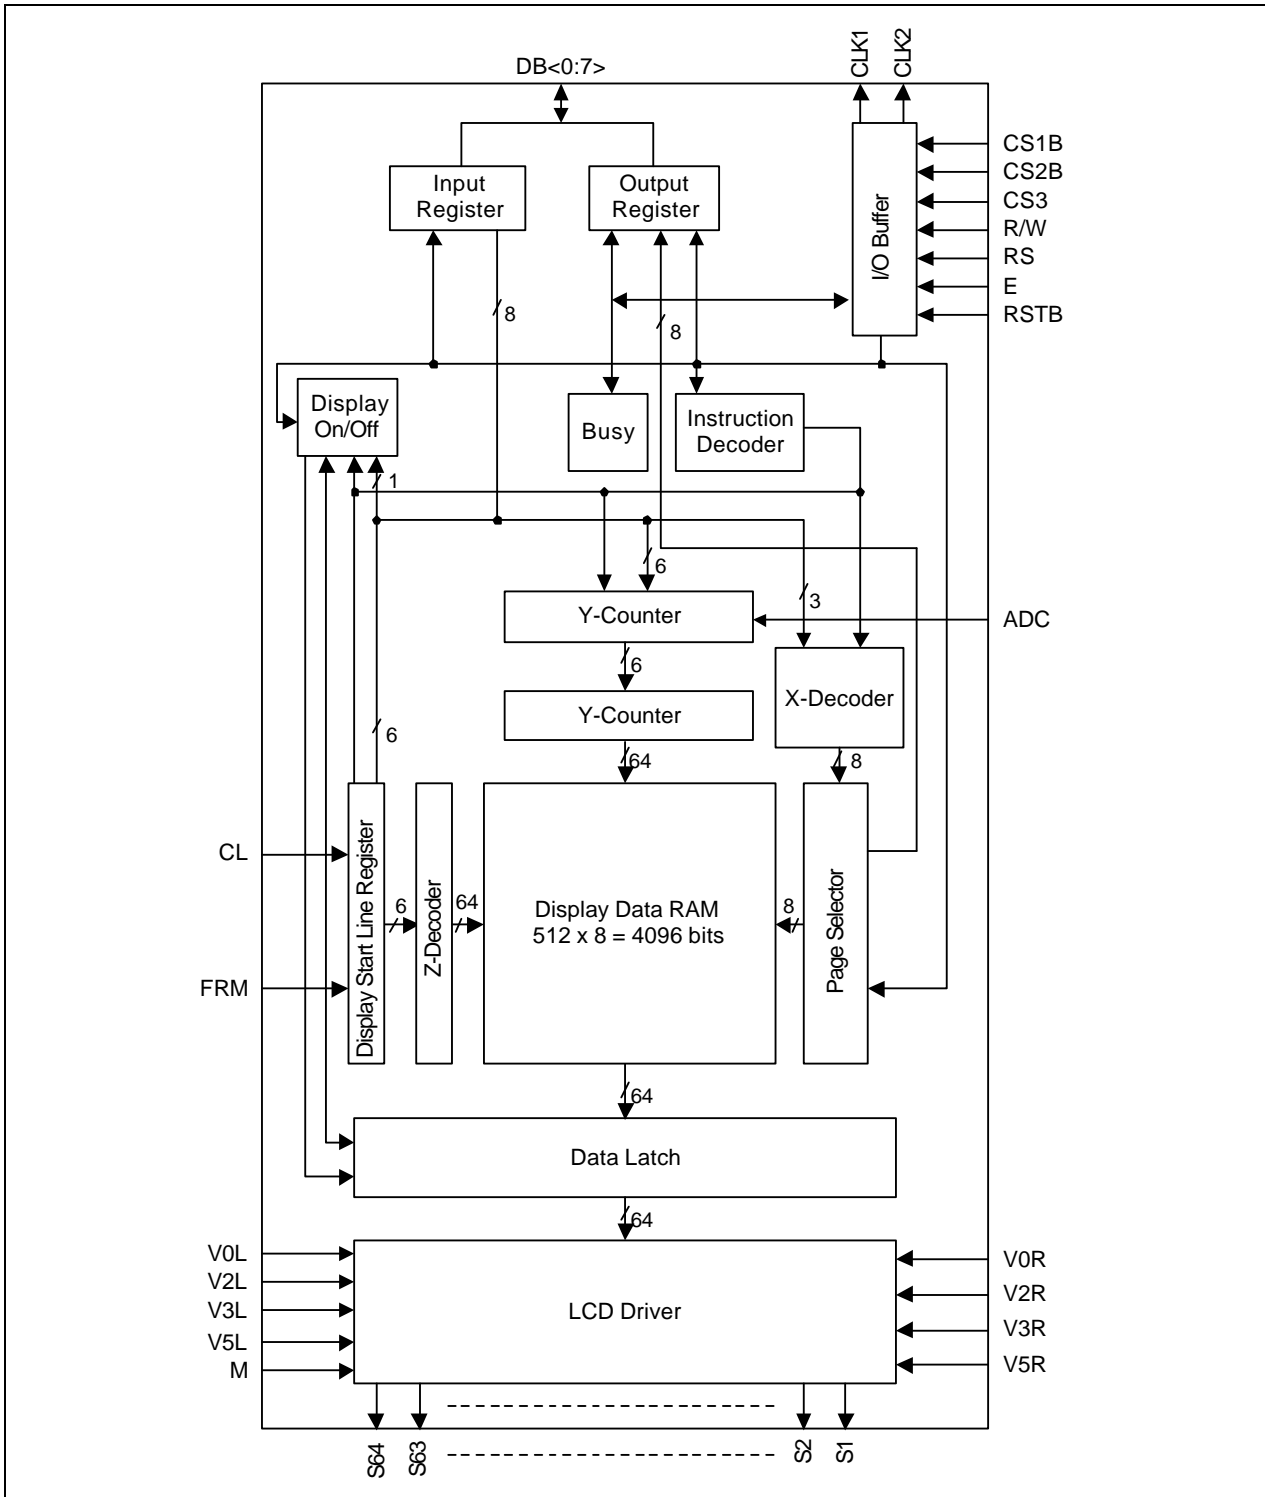 DB<0:7>
CLK1
CLK2
CS1B
CS2B
CS3
R/W
RS
E
RSTB
Input
Register
Output
Register
I/O Buffer
8
8
Display
On/Off
Busy
Instruction
Decoder
1
6
3
Y-Counter
ADC
6
X-Decoder
Y-Counter
6
64
8
CL
FRM
Display Start Line Register
6
Z-Decoder
64
Display Data RAM
512 x 8 = 4096 bits
8
Page Selector
64
Data Latch
64
V0L
V2L
V3L
V5L
M
LCD Driver
V0R
V2R
V3R
V5R
S64
S63
S2
S1